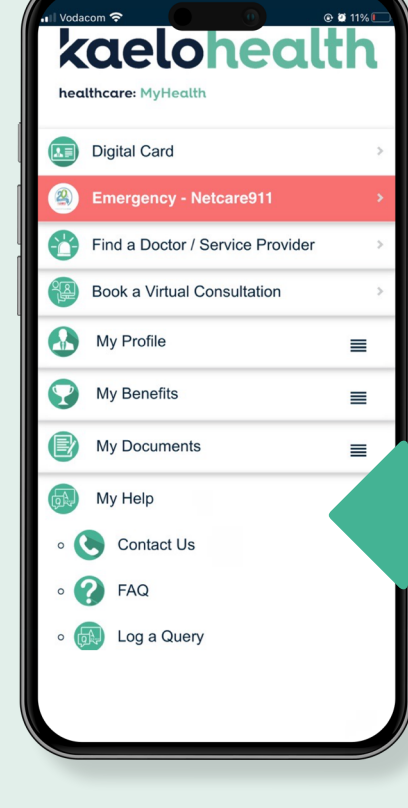 Vodacom 11%
kaelohealth
healthcare: MyHealth
Digital Card
Emergency - Netcare911
Find a Doctor / Service Provider
Book a Virtual Consultation
My Profile
My Benefits
My Documents
My Help
Contact Us
FAQ
Log a Query